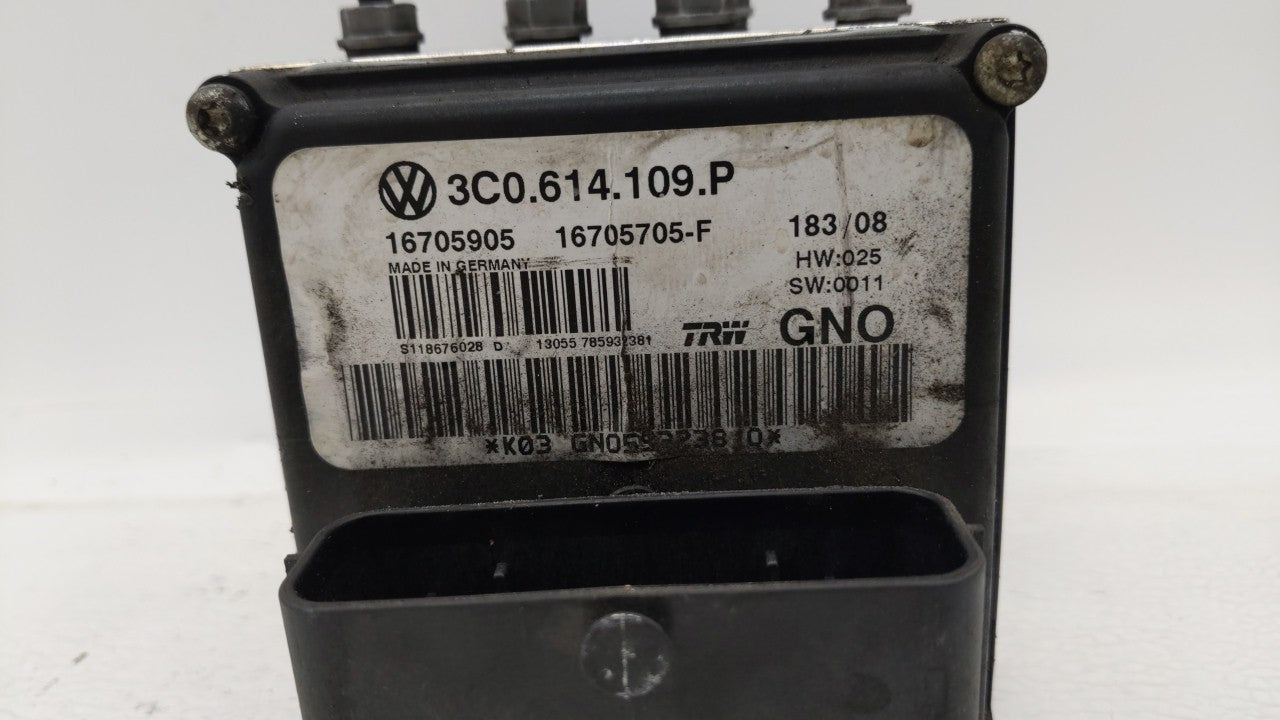 3C0.614.109.P
16705905 16705705-F 183/08
MADE IN GERMANY HW:025
SW:0011
S118676028 D 13055 785932381 TRW GNO
*K03